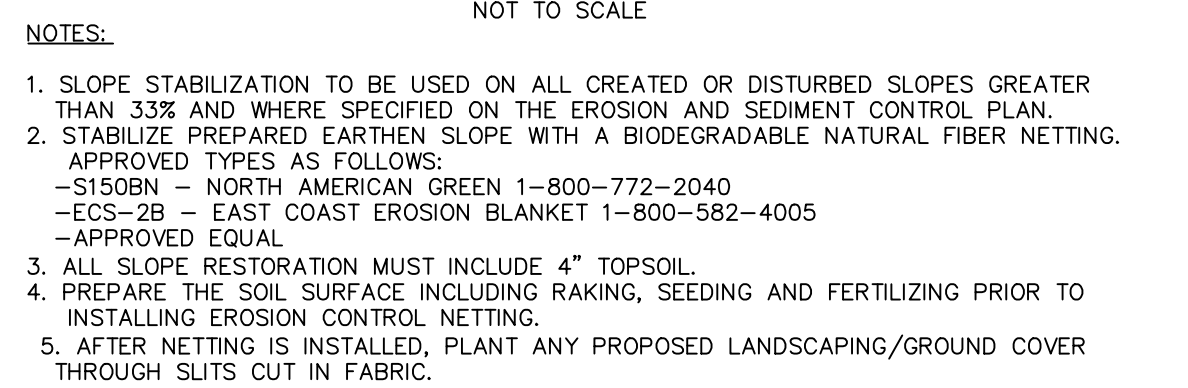 NOT TO SCALE
NOTES:
1. SLOPE STABILIZATION TO BE USED ON ALL CREATED OR DISTURBED SLOPES GREATER
THAN 33% AND WHERE SPECIFIED ON THE EROSION AND SEDIMENT CONTROL PLAN.
2. STABILIZE PREPARED EARTHEN SLOPE WITH A BIODEGRADABLE NATURAL FIBER NETTING.
APPROVED TYPES AS FOLLOWS:
-S150BN - NORTH AMERICAN GREEN 1-800-772-2040
-ECS-2B - EAST COAST EROSION BLANKET 1-800-582-4005
-APPROVED EQUAL
3. ALL SLOPE RESTORATION MUST INCLUDE 4" TOPSOIL.
4. PREPARE THE SOIL SURFACE INCLUDING RAKING, SEEDING AND FERTILIZING PRIOR TO
INSTALLING EROSION CONTROL NETTING.
5. AFTER NETTING IS INSTALLED, PLANT ANY PROPOSED LANDSCAPING/GROUND COVER
THROUGH SLITS CUT IN FABRIC.